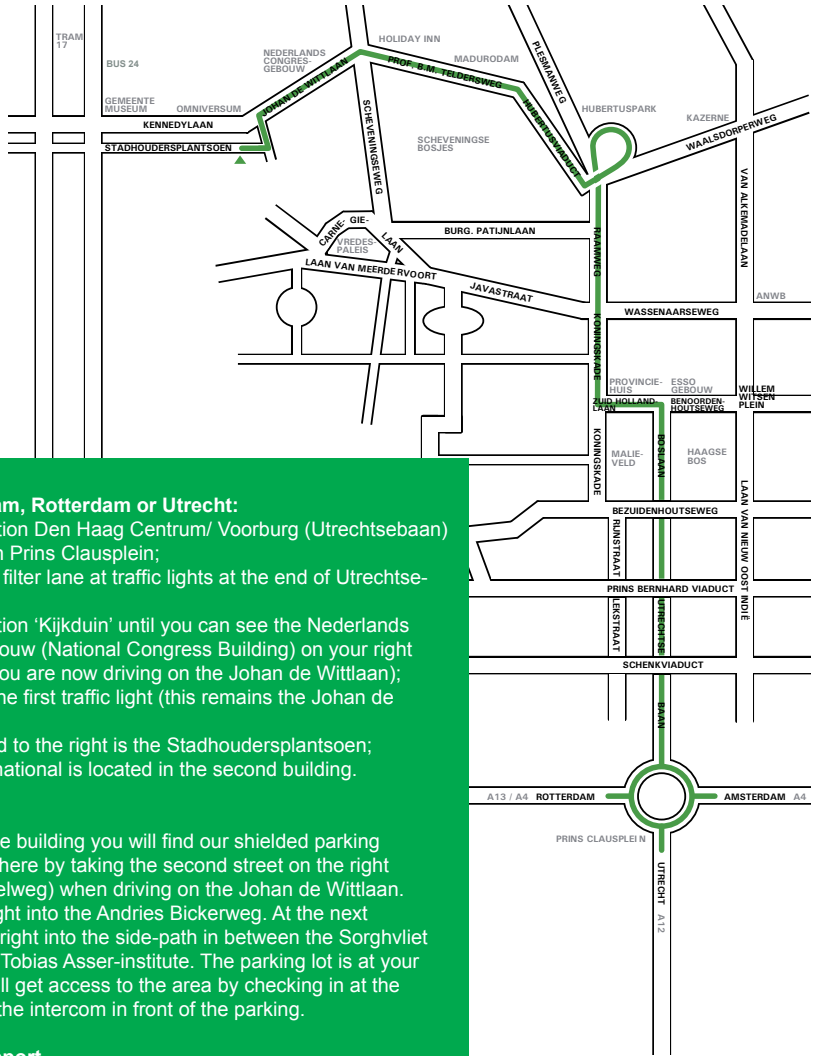 TRAM
17
BUS 24
GEMEENTE
MUSEUM
OMNIVERSUM
KENNEDYLAAN
STADHOUDERSPLANTSOEN
NEDERLANDS
CONGRES-
GEBOUW
JOHAN DE WITTLAAN
HOLIDAY INN
MADURODAM
PROF. B.M. TELDERSWEG
PLESMANWEG
HUBERTUSVIADUCT
HUBERTUSPARK
KAZERNE
WAALSDORPERWEG
SCHEVENINGSEWEG
SCHEVENINGSE
BOSJES
VAN ALKEMADELAAN
CARNE-
GIE-
LAAN
VREDES-
PALEIS
BURG. PATIJNLAAN
RAAMWEG
LAAN VAN MEERDERVOORT
JAVASTRAAT
ANWB
WASSENAARSEWEG
KONINGSKADE
PROVINCIE-
HUIS
ESSO
GEBOUW
WILLEM
WITSEN
PLEIN
ZUID HOLLAND-
LAAN
BENOORDEN-
HOUTSEWEG
KONINGSKADE
MALIE-
VELD
BOSLAAN
HAAGSE
BOS
LAAN VAN NIEUW OOST INDIË
BEZUIDENHOUTSEWEG
RIJNSTRAAT
PRINS BERNHARD VIADUCT
LEKSTRAAT
UTRECHTSE
SCHENKVIADUCT
BAAN
A13 / A4 ROTTERDAM
AMSTERDAM A4
PRINS CLAUSPLEIN
UTRECHT A12
am, Rotterdam or Utrecht:
tion Den Haag Centrum/ Voorburg (Utrechtsebaan)
n Prins Clausplein;
filter lane at traffic lights at the end of Utrechtse-
tion ‘Kijkduin’ until you can see the Nederlands
ouw (National Congress Building) on your right
ou are now driving on the Johan de Wittlaan);
he first traffic light (this remains the Johan de
d to the right is the Stadhoudersplantsoen;
national is located in the second building.
e building you will find our shielded parking
here by taking the second street on the right
elweg) when driving on the Johan de Wittlaan.
ght into the Andries Bickerweg. At the next
right into the side-path in between the Sorghvliet
Tobias Asser-institute. The parking lot is at your
ll get access to the area by checking in at the
the intercom in front of the parking.